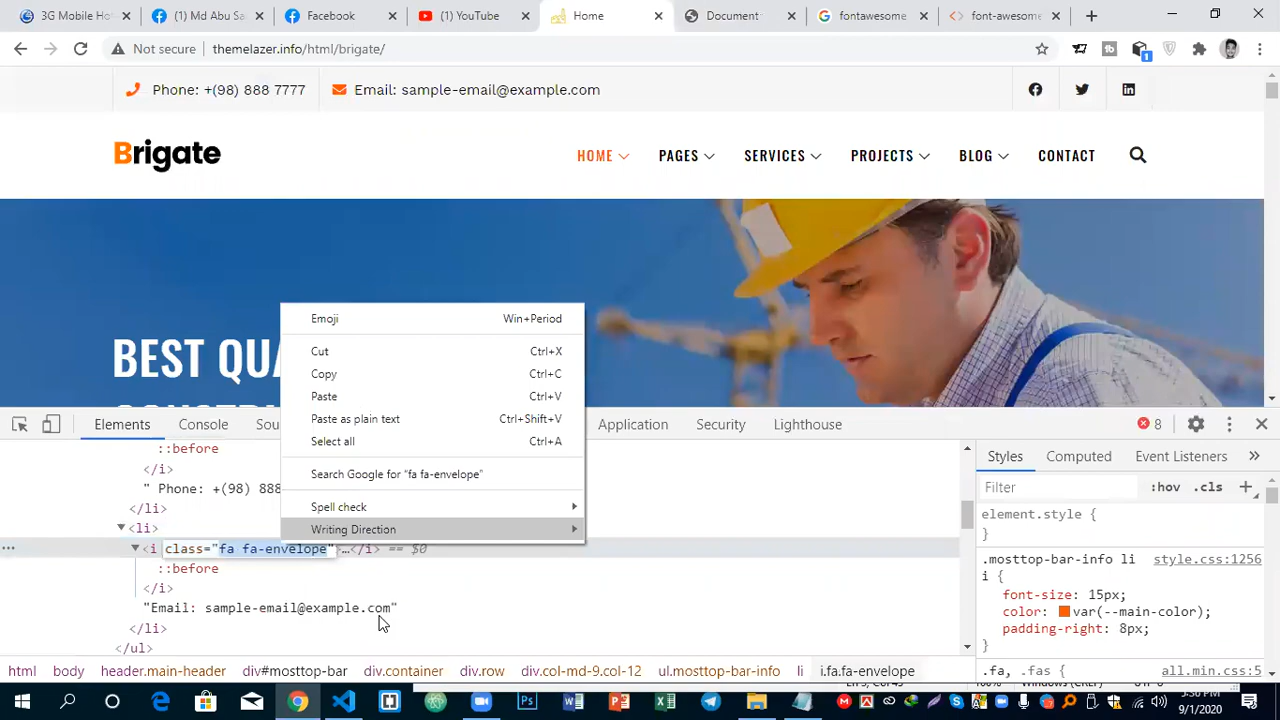 3G Mobile Hot
(1) Md Abu Sa
Facebook
(1) YouTube
Home
Document
fontawesome
font-awesome
Not secure themelazer.info/html/brigate/
1
Phone: +(98) 888 7777
Email: sample-email@example.com
Brigate
HOME
PAGES
SERVICES
PROJECTS
BLOG
CONTACT
BEST QUA
Emoji Win+Period
Cut Ctrl+X
Copy Ctrl+C
Paste Ctrl+V
Paste as plain text Ctrl+Shift+V
Select all Ctrl+A
Search Google for "fa fa-envelope"
Spell check
Writing Direction
Elements
Console
Sou
Application
Security
Lighthouse
8
::before
</i>
" Phone: +(98) 888
</li>
<li>
<i class="fa fa-envelope">…</i> == $0
::before
</i>
"Email: sample-email@example.com"
</li>
</ul>
Styles
Computed
Event Listeners
Filter
:hov .cls
element.style {
}
.mosttop-bar-info li style.css:1256
i {
font-size: 15px;
color: var(--main-color);
padding-right: 8px;
}
.fa, .fas { all.min.css:5
html body header.main-header div#mosttop-bar div.container div.row div.col-md-9.col-12 ul.mosttop-bar-info li i.fa.fa-envelope
9/1/2020